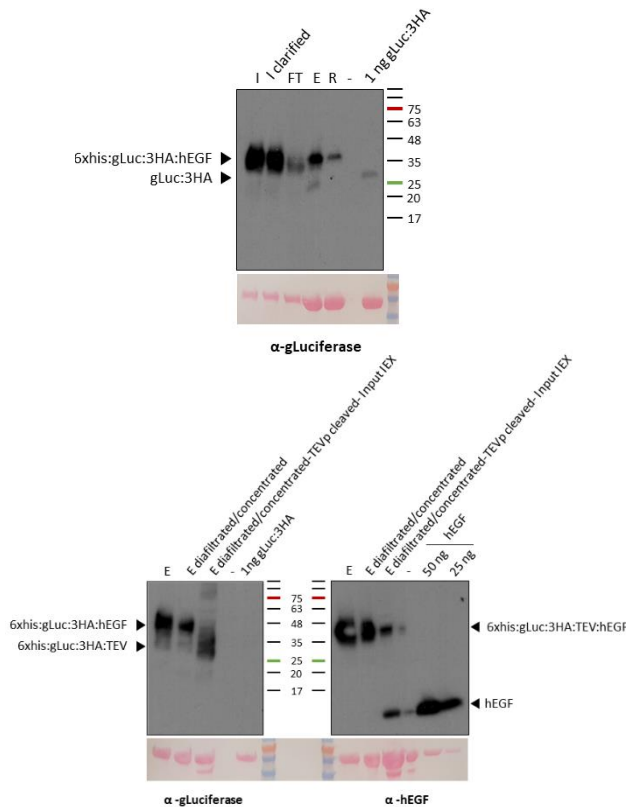 I I clarified FT E R - 1 ng gLuc:3HA
75
63
48
6xhis:gLuc:3HA:hEGF 35
gLuc:3HA 25
20
17
α-gLuciferase
E E diafiltrated/concentrated E diafiltrated/concentrated-TEVp cleaved- Input IEX - 1ng gLuc:3HA
E E diafiltrated/concentrated E diafiltrated/concentrated-TEVp cleaved- Input IEX - hEGF
50 ng 25 ng
75
63
6xhis:gLuc:3HA:hEGF 48 6xhis:gLuc:3HA:TEV:hEGF
6xhis:gLuc:3HA:TEV 35
25
17 hEGF
α -gLuciferase α -hEGF